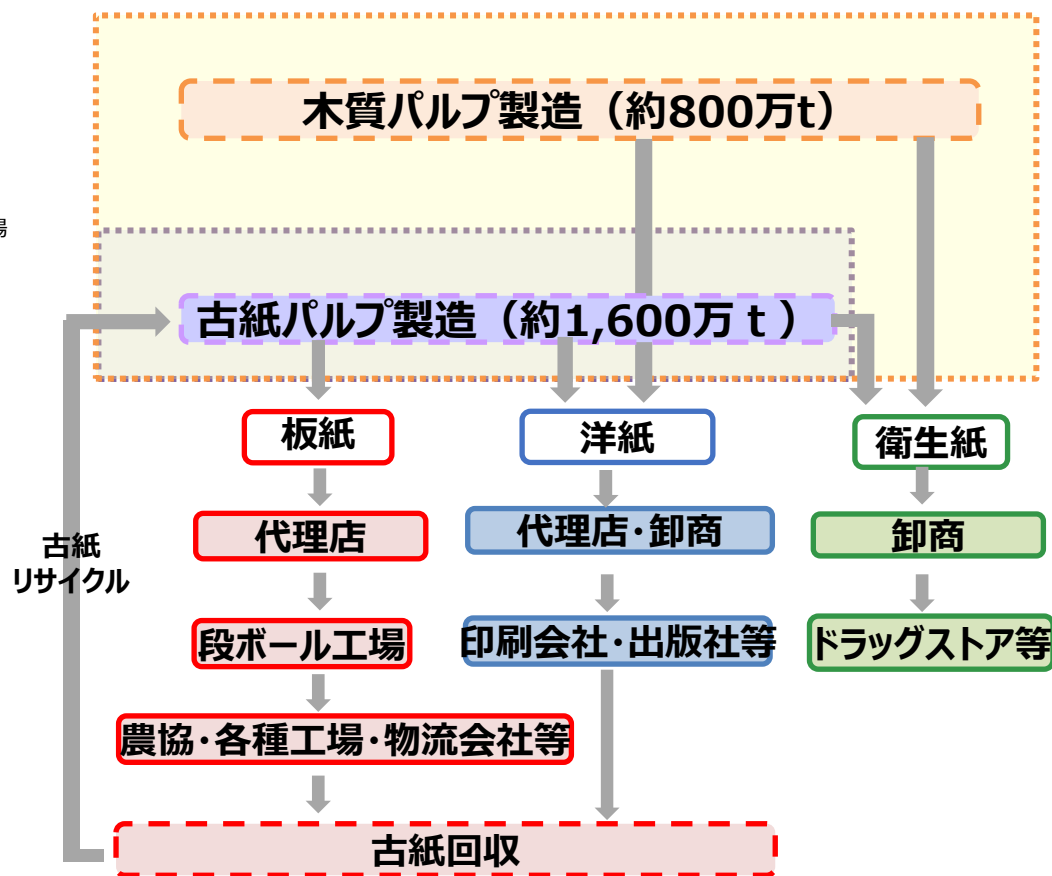 木質パルプ製造（約800万t）
場
古紙パルプ製造（約1,600万ｔ）
板紙
洋紙
衛生紙
代理店
代理店･卸商
卸商
古紙
リサイクル
段ボール工場
印刷会社･出版社等
ドラッグストア等
農協･各種工場･物流会社等
古紙回収